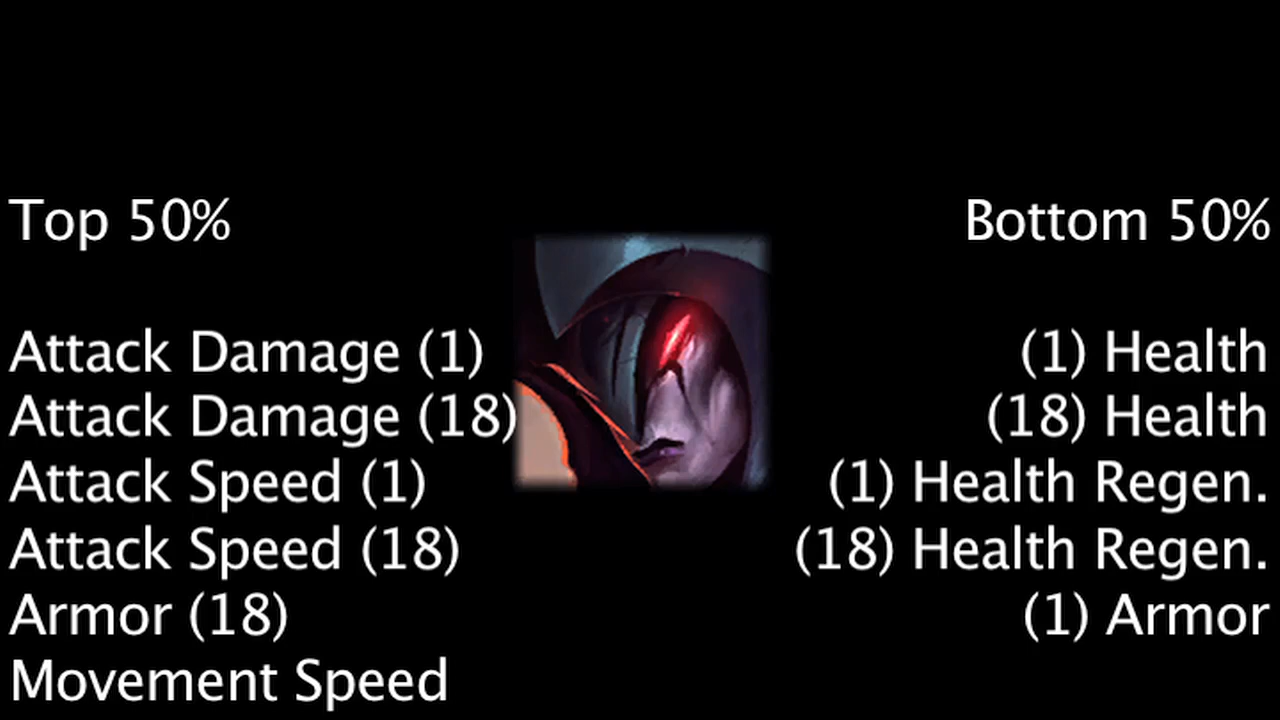 Top 50%
Bottom 50%
Attack Damage (1)
(1) Health
Attack Damage (18)
(18) Health
Attack Speed (1)
(1) Health Regen.
Attack Speed (18)
(18) Health Regen.
Armor (18)
(1) Armor
Movement Speed